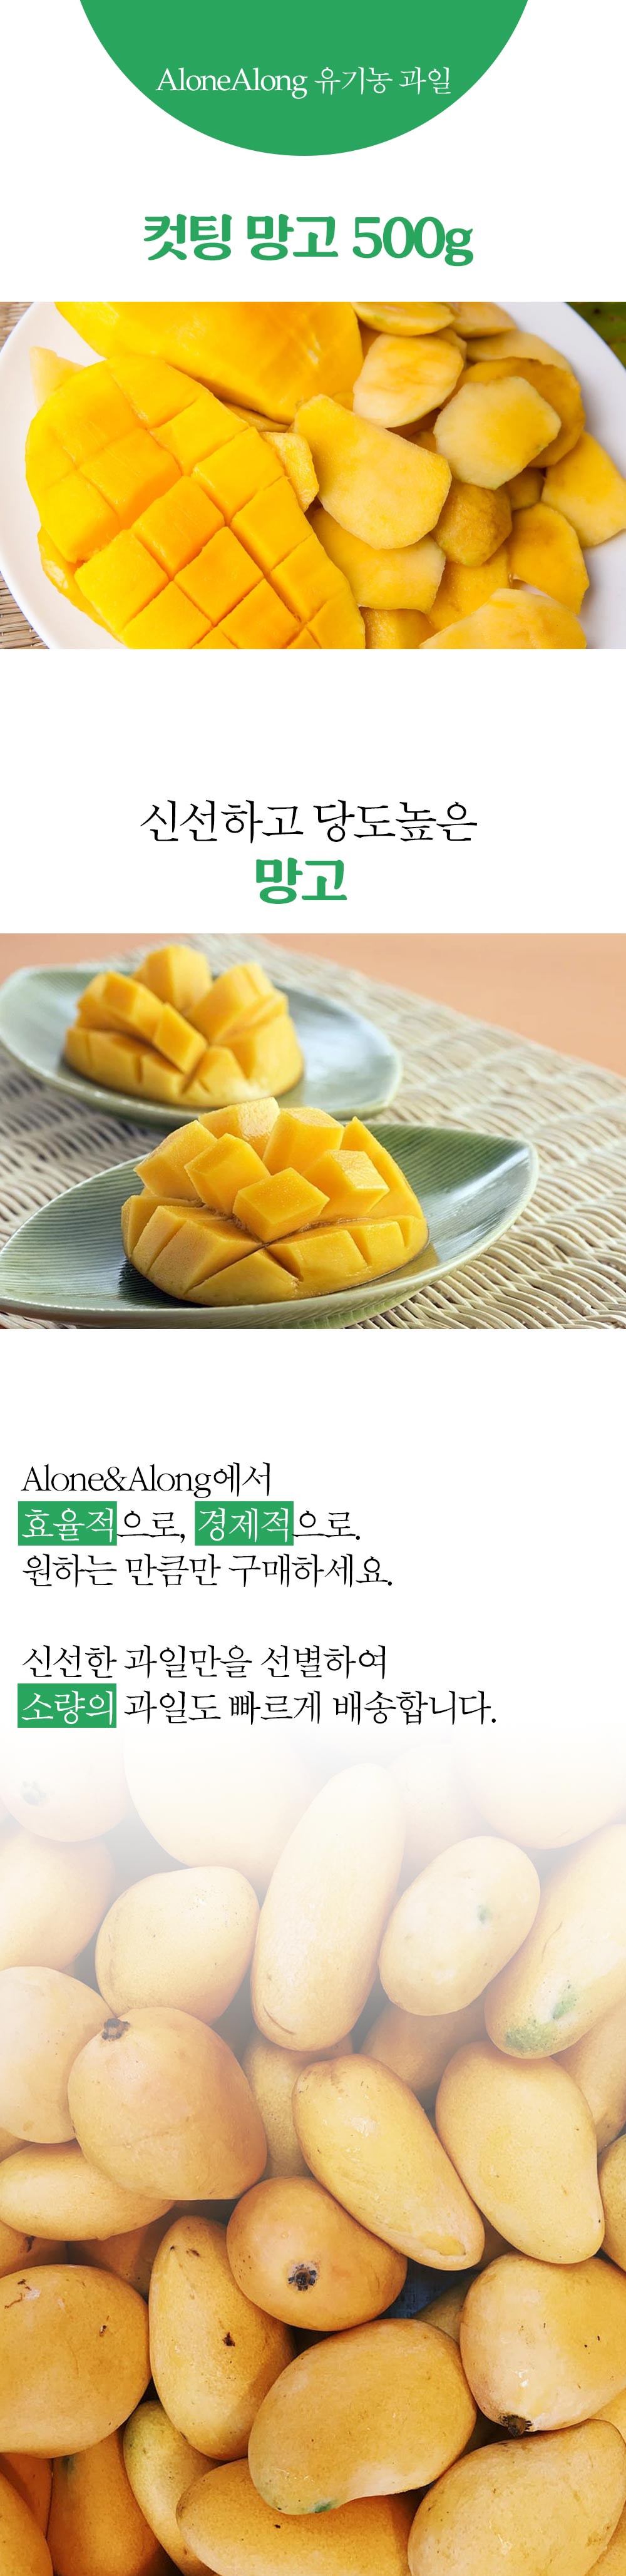 AloneAlong 유기농 과일
컷팅 망고 500g
신선하고 당도높은
망고
Alone&Along에서
효율적으로, 경제적으로.
원하는 만큼만 구매하세요.
신선한 과일만을 선별하여
소량의 과일도 빠르게 배송합니다.